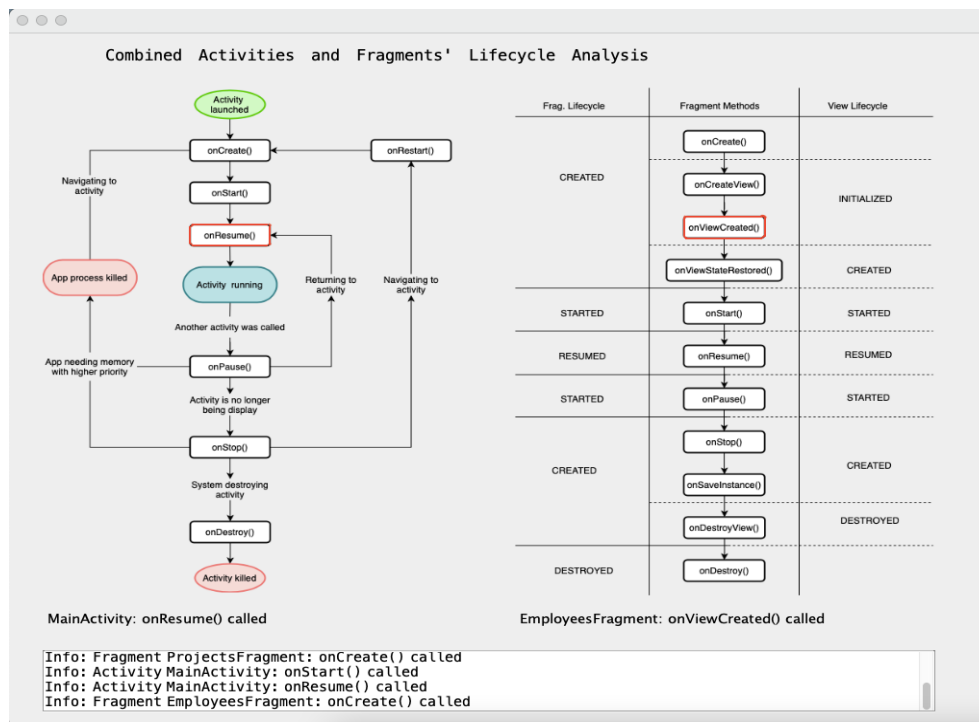 Combined Activities and Fragments' Lifecycle Analysis
Activity
launched
onCreate()
onRestart()
Navigating to
activity
onStart()
onResume()
App process killed
Activity running
Returning to
activity
Navigating to
activity
Another activity was called
App needing memory
with higher priority
onPause()
Activity is no longer
being display
onStop()
System destroying
activity
onDestroy()
Activity killed
MainActivity: onResume() called
Frag. Lifecycle
Fragment Methods
View Lifecycle
onCreate()
CREATED
onCreateView()
INITIALIZED
onViewCreated()
onViewStateRestored()
CREATED
STARTED
onStart()
STARTED
RESUMED
onResume()
RESUMED
STARTED
onPause()
STARTED
onStop()
CREATED
CREATED
onSaveInstance()
onDestroyView()
DESTROYED
DESTROYED
onDestroy()
EmployeesFragment: onViewCreated() called
Info: Fragment ProjectsFragment: onCreate() called
Info: Activity MainActivity: onStart() called
Info: Activity MainActivity: onResume() called
Info: Fragment EmployeesFragment: onCreate() called